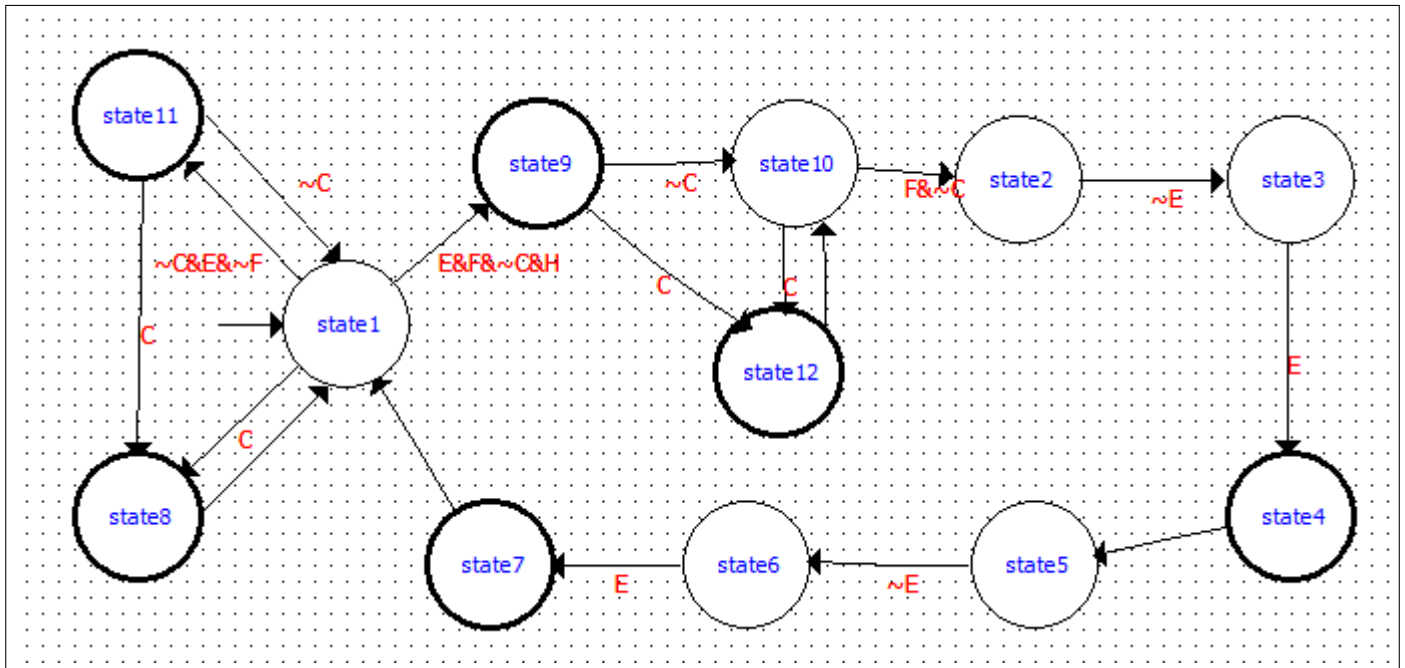 state11
state9
state10
state2
state3
~C
~C
F&~C
~E
~C&E&~F
E&F&~C&H
C
C
state1
C
state12
E
C
state8
state7
state6
state5
state4
E
~E